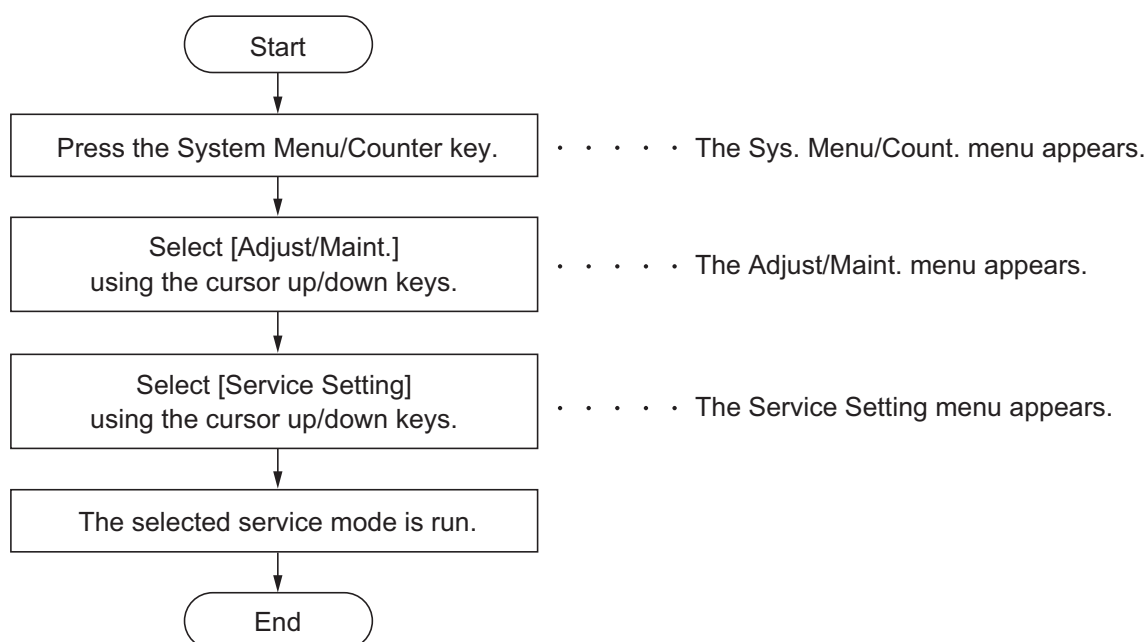 Start
Press the System Menu/Counter key.
The Sys. Menu/Count. menu appears.
Select [Adjust/Maint.]
using the cursor up/down keys.
The Adjust/Maint. menu appears.
Select [Service Setting]
using the cursor up/down keys.
The Service Setting menu appears.
The selected service mode is run.
End